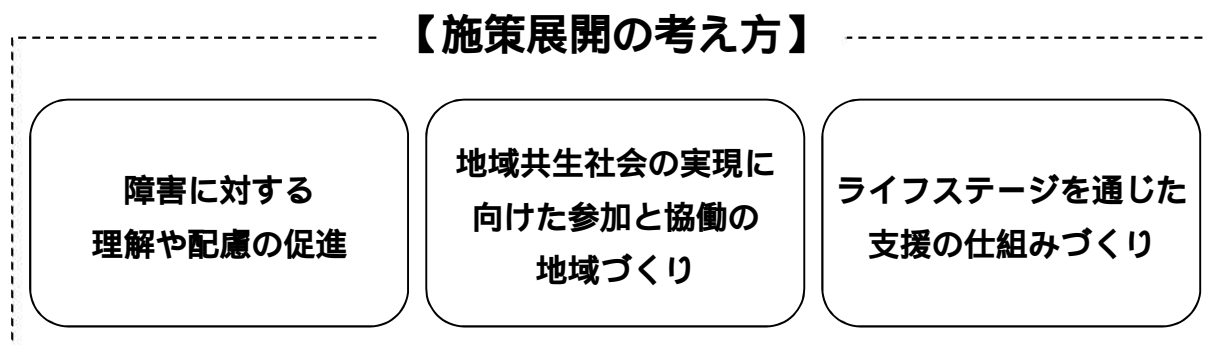 【施策展開の考え方】
障害に対する
理解や配慮の促進
地域共生社会の実現に
向けた参加と協働の
地域づくり
ライフステージを通じた
支援の仕組みづくり